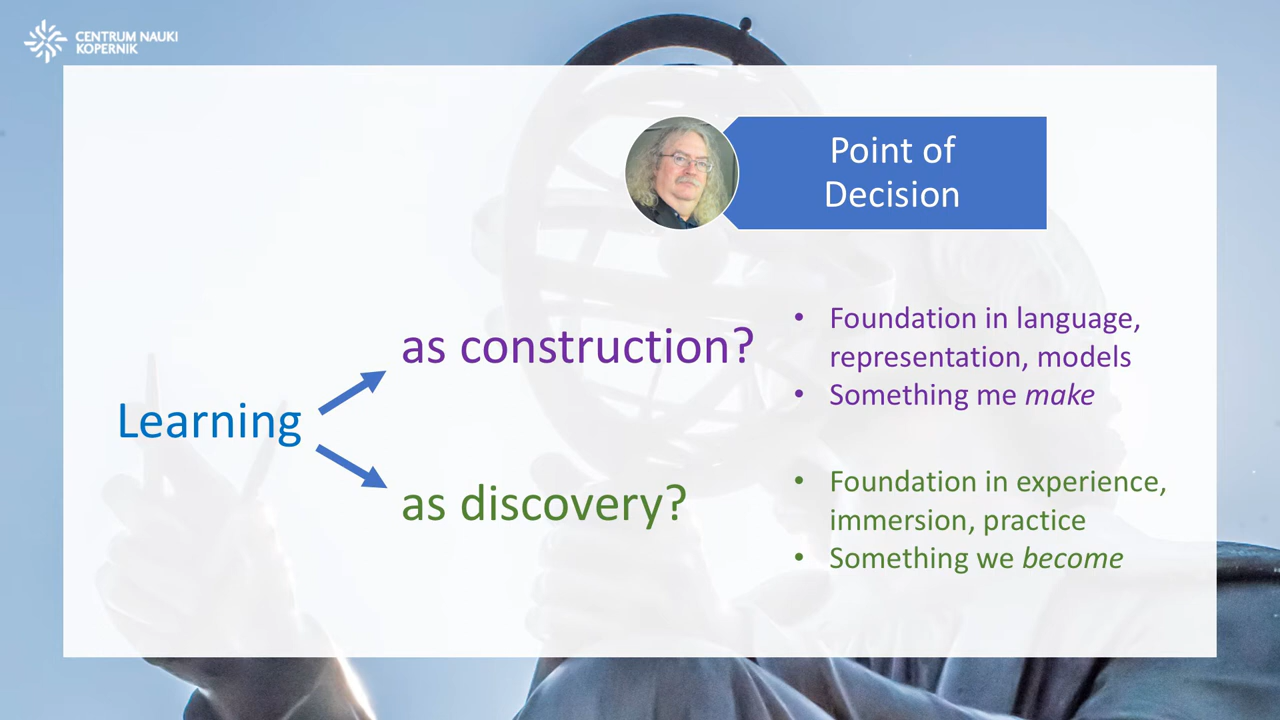 CENTRUM NAUKI
KOPERNIK
Point of
Decision
Learning
as construction?
• Foundation in language,
representation, models
• Something me make
as discovery?
• Foundation in experience,
immersion, practice
• Something we become